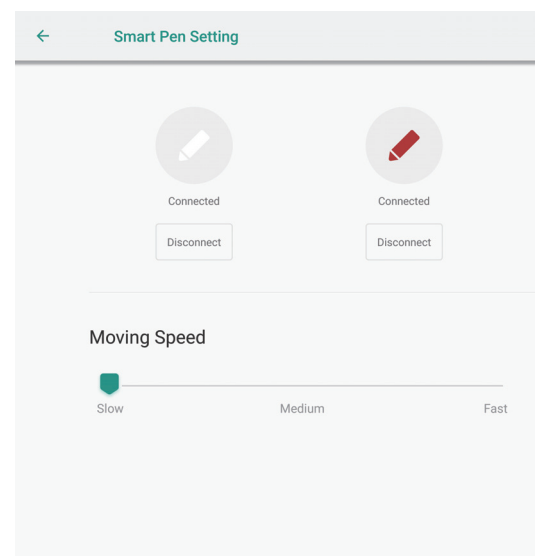 Smart Pen Setting
Connected Connected
Disconnect Disconnect
Moving Speed
Slow Medium Fast